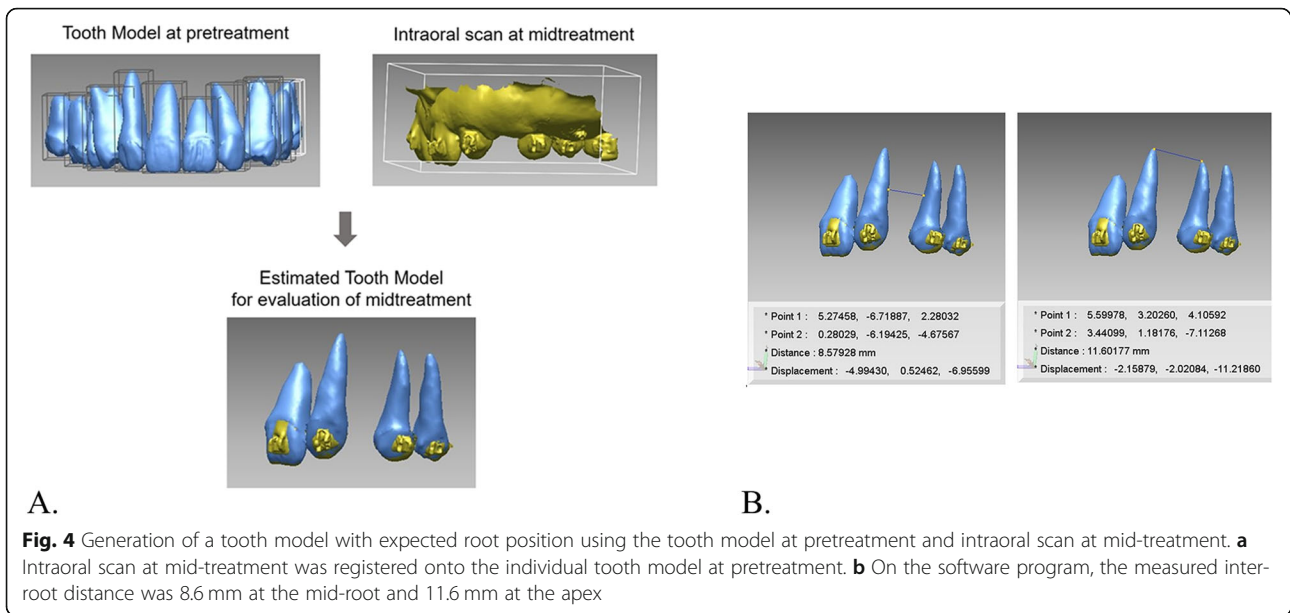 Tooth Model at pretreatment
Intraoral scan at midtreatment
Estimated Tooth Model
for evaluation of midtreatment
A.
* Point 1 : 5.27458, -6.71887, 2.28032
* Point 2 : 0.28029, -6.19425, -4.67567
* Distance : 8.57928 mm
* Displacement : -4.99430, 0.52462, -6.95599
* Point 1 : 5.59978, 3.20260, 4.10592
* Point 2 : 3.44099, 1.18176, -7.11268
* Distance : 11.60177 mm
* Displacement : -2.15879, -2.02084, -11.21860
B.
Fig. 4 Generation of a tooth model with expected root position using the tooth model at pretreatment and intraoral scan at mid-treatment. a
Intraoral scan at mid-treatment was registered onto the individual tooth model at pretreatment. b On the software program, the measured inter-
root distance was 8.6 mm at the mid-root and 11.6 mm at the apex